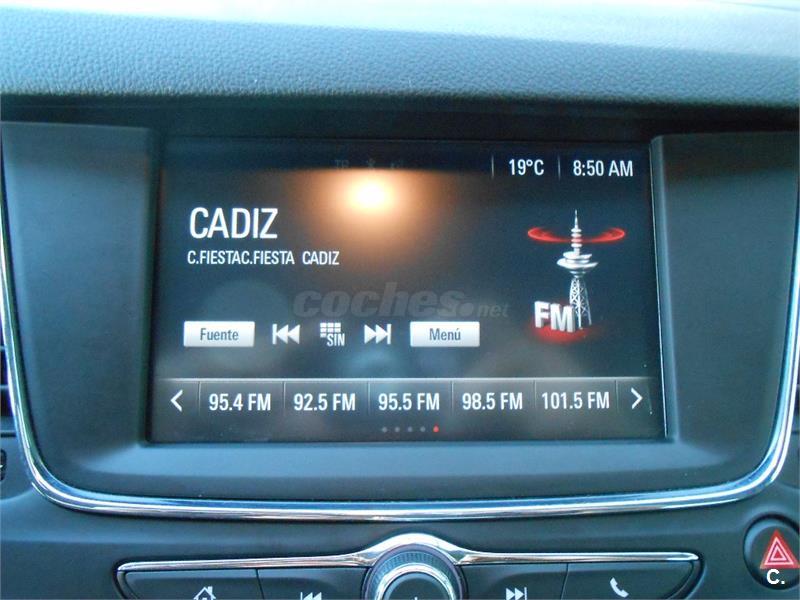 19°C 8:50 AM
CADIZ
C.FIESTAC.FIESTA CADIZ
coches.net
FM
Fuente SIN Menú
95.4 FM 92.5 FM 95.5 FM 98.5 FM 101.5 FM
C.